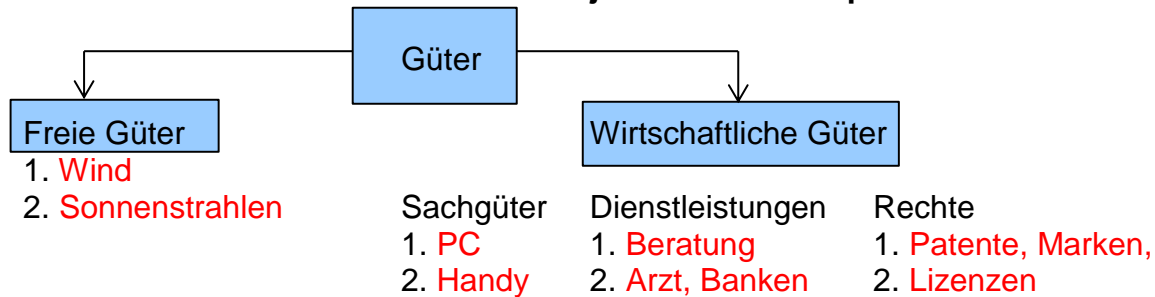 Güter
Freie Güter
1. Wind
2. Sonnenstrahlen
Wirtschaftliche Güter
Sachgüter
1. PC
2. Handy
Dienstleistungen
1. Beratung
2. Arzt, Banken
Rechte
1. Patente, Marken,
2. Lizenzen